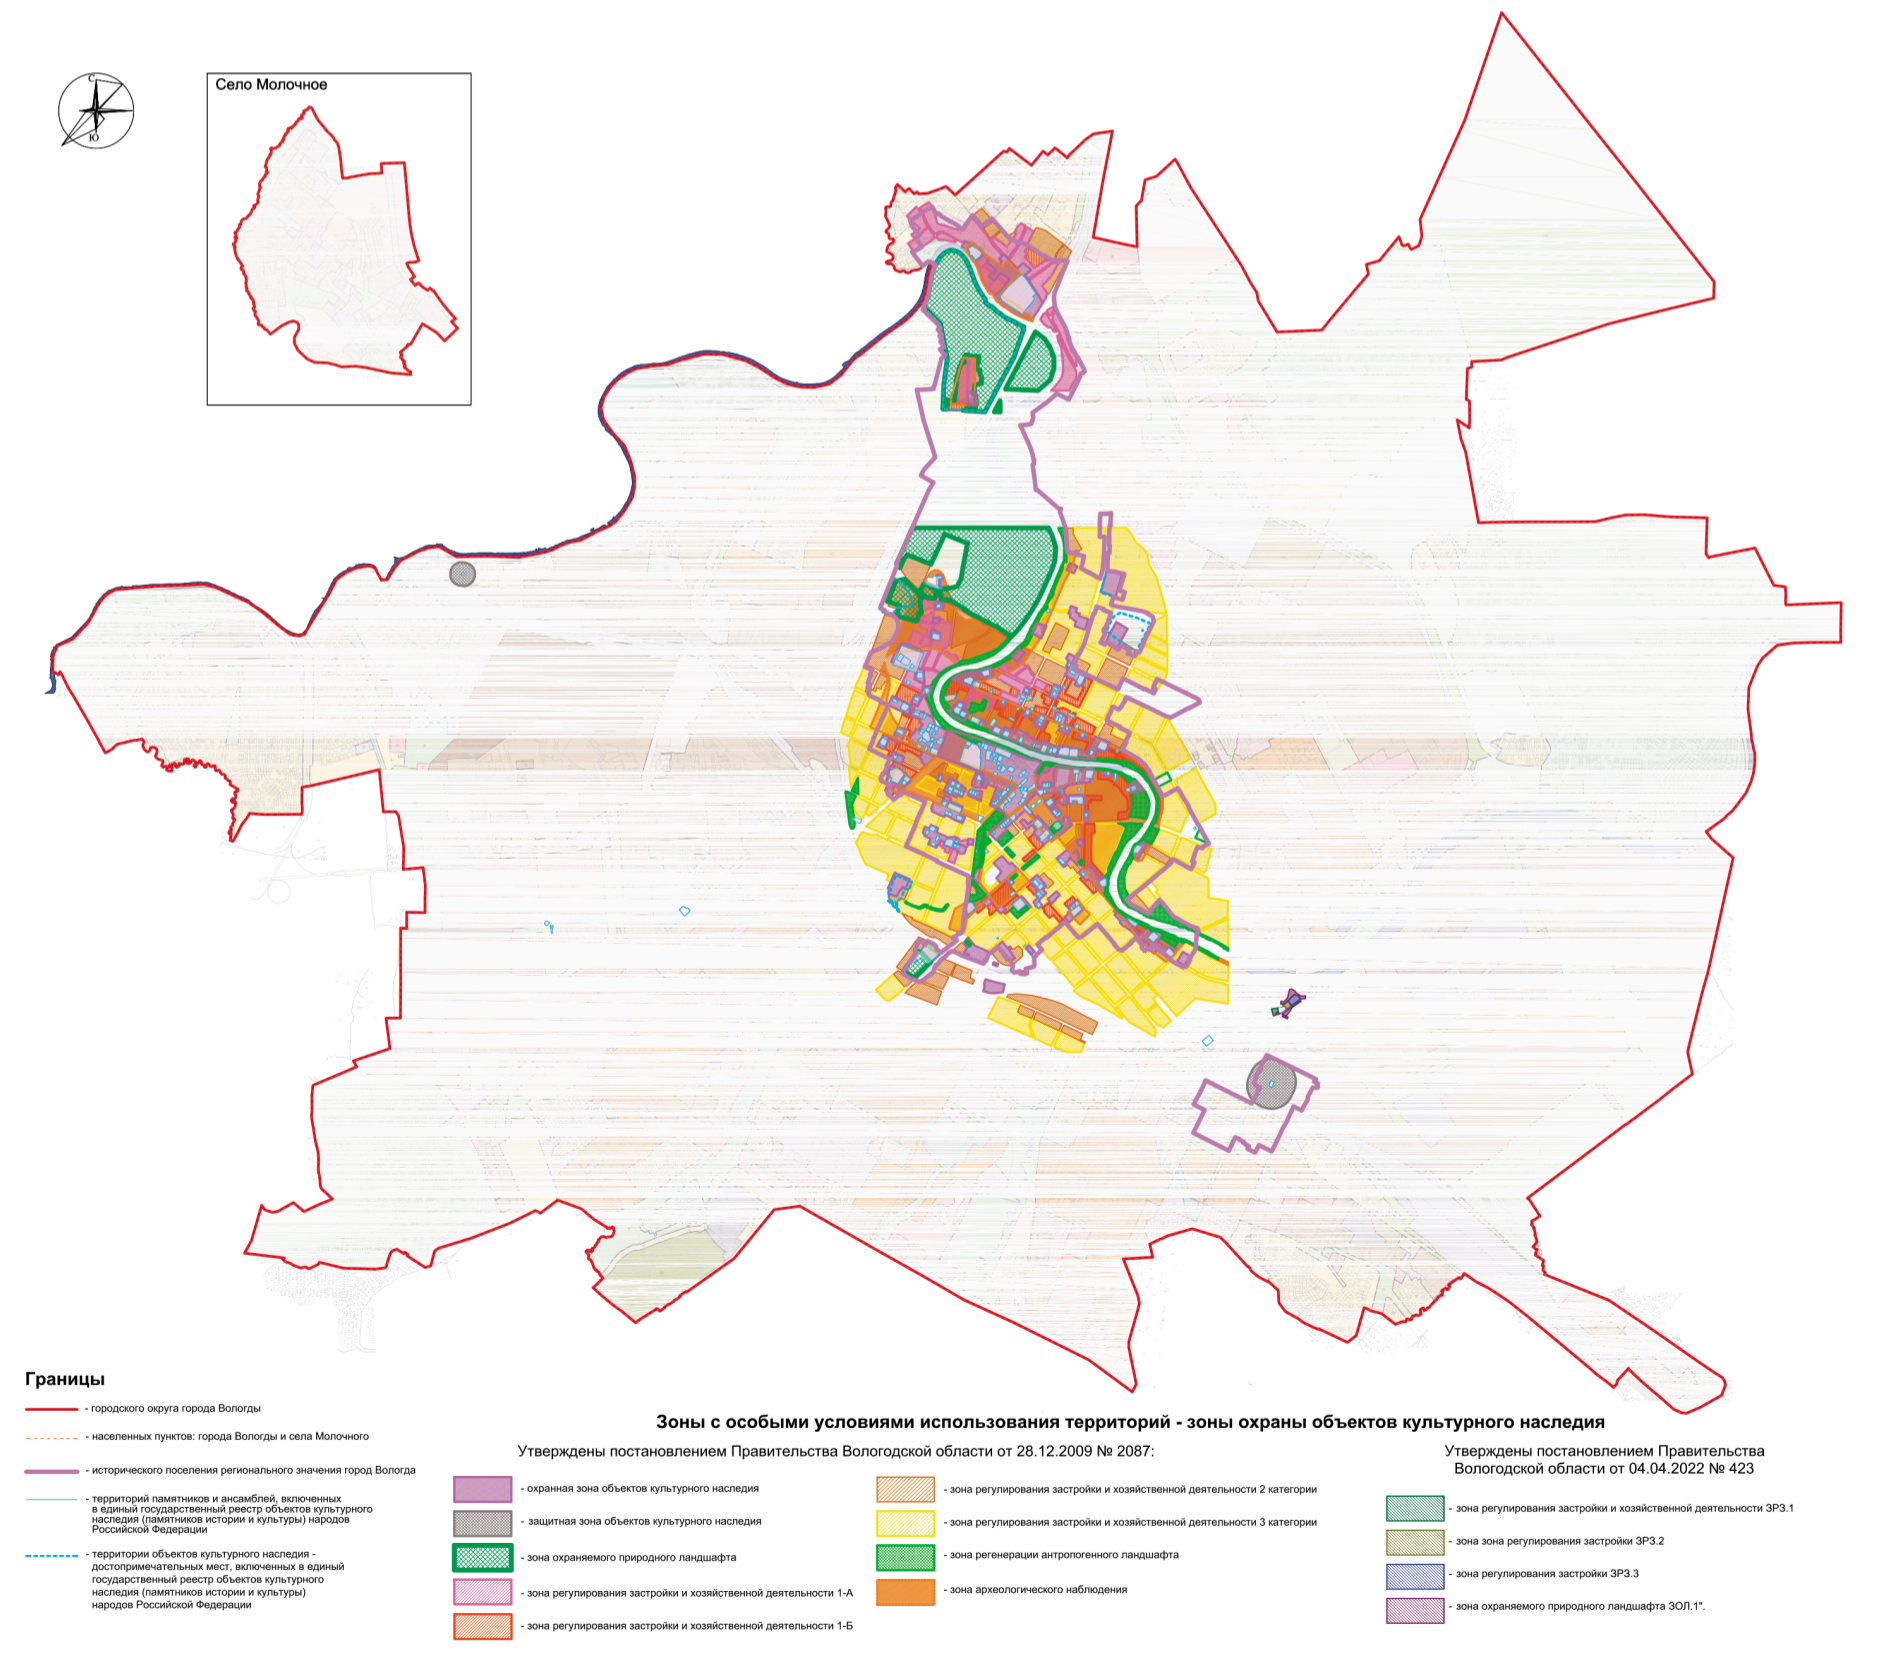 С
Ю
Село Молочное
Границы
- городского округа города Вологды
- населенных пунктов: города Вологды и села Молочного
- исторического поселения регионального значения город Вологда
- территорий памятников и ансамблей, включенных
в единый государственный реестр объектов культурного
наследия (памятников истории и культуры) народов
Российской Федерации
- территории объектов культурного наследия -
достопримечательных мест, включенных в единый
государственный реестр объектов культурного
наследия (памятников истории и культуры)
народов Российской Федерации
Зоны с особыми условиями использования территорий - зоны охраны объектов культурного наследия
Утверждены постановлением Правительства Вологодской области от 28.12.2009 № 2087:
- охранная зона объектов культурного наследия
- защитная зона объектов культурного наследия
- зона охраняемого природного ландшафта
- зона регулирования застройки и хозяйственной деятельности 1-А
- зона регулирования застройки и хозяйственной деятельности 1-Б
- зона регулирования застройки и хозяйственной деятельности 2 категории
- зона регулирования застройки и хозяйственной деятельности 3 категории
- зона регенерации антропогенного ландшафта
- зона археологического наблюдения
Утверждены постановлением Правительства
Вологодской области от 04.04.2022 № 423
- зона регулирования застройки и хозяйственной деятельности ЗРЗ.1
- зона зона регулирования застройки ЗРЗ.2
- зона регулирования застройки ЗРЗ.3
- зона охраняемого природного ландшафта ЗОЛ.1".